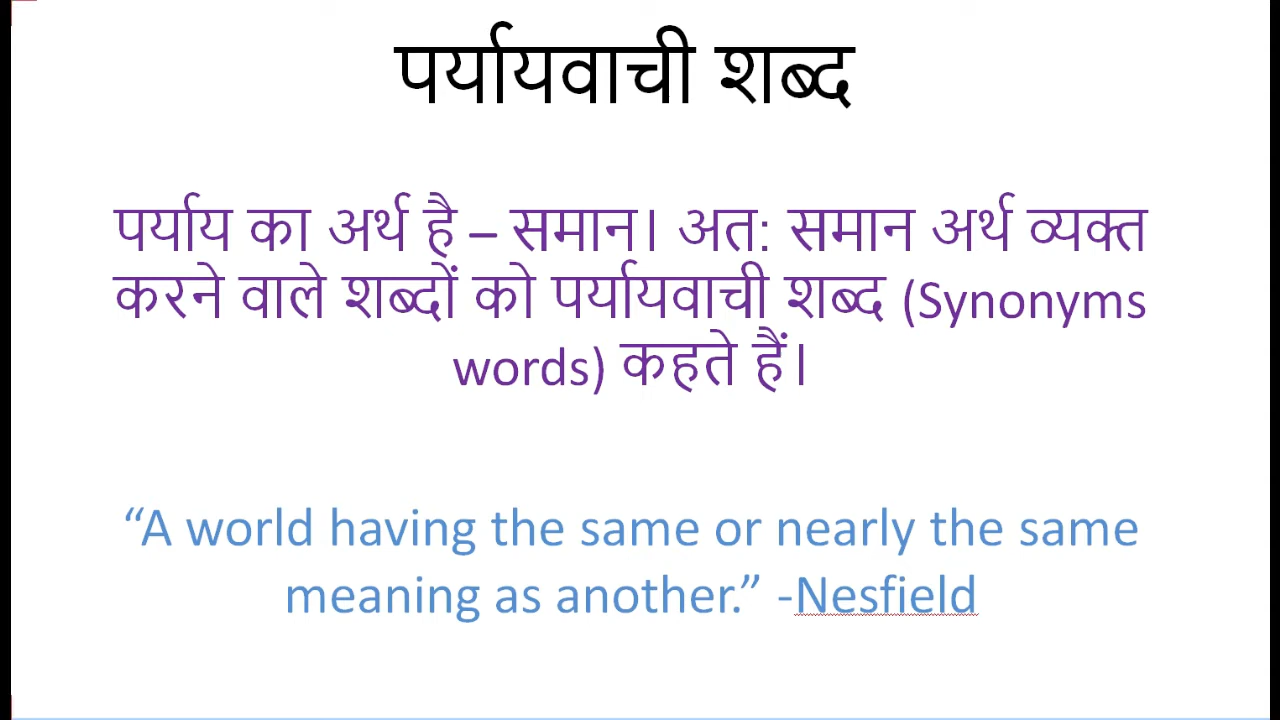 पर्यायवाची शब्द
पर्याय का अर्थ है – समान। अत: समान अर्थ व्यक्त
करने वाले शब्दों को पर्यायवाची शब्द (Synonyms
words) कहते हैं।
“A world having the same or nearly the same
meaning as another.” -Nesfield